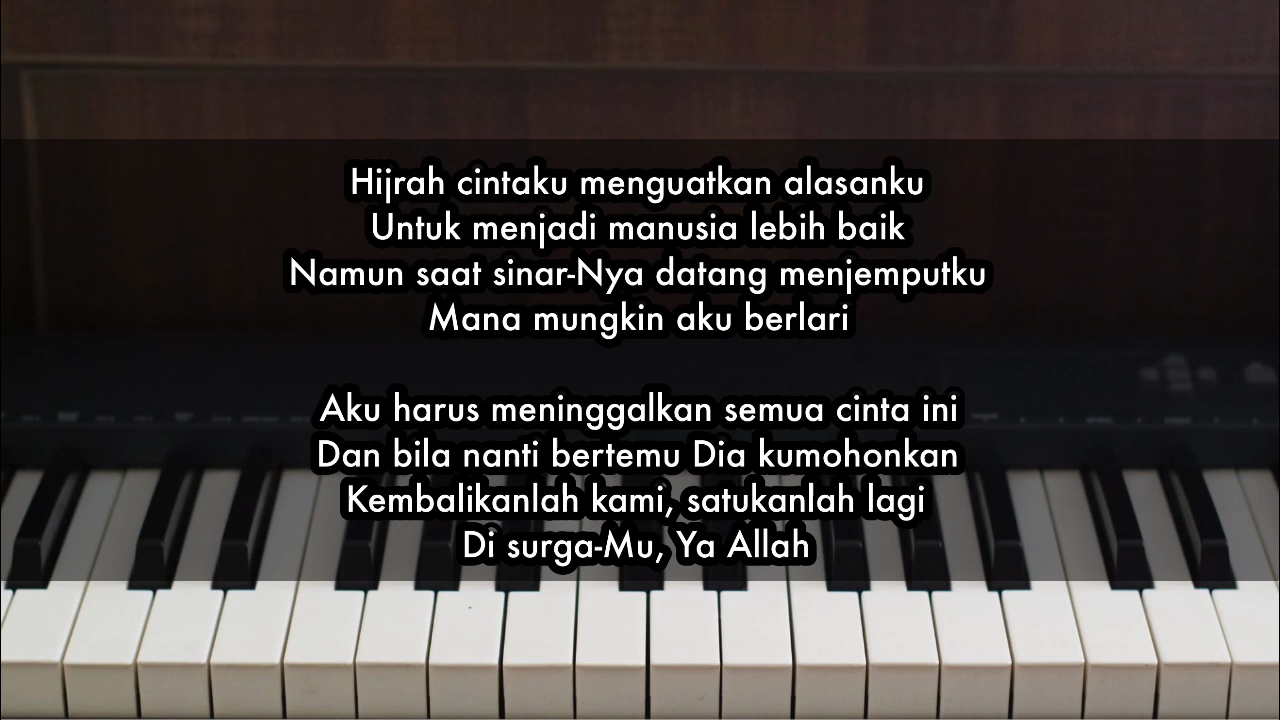 Hijrah cintaku menguatkan alasanku
Untuk menjadi manusia lebih baik
Namun saat sinar-Nya datang menjemputku
Mana mungkin aku berlari
Aku harus meninggalkan semua cinta ini
Dan bila nanti bertemu Dia kumohonkan
Kembalikanlah kami, satukanlah lagi
Di surga-Mu, Ya Allah